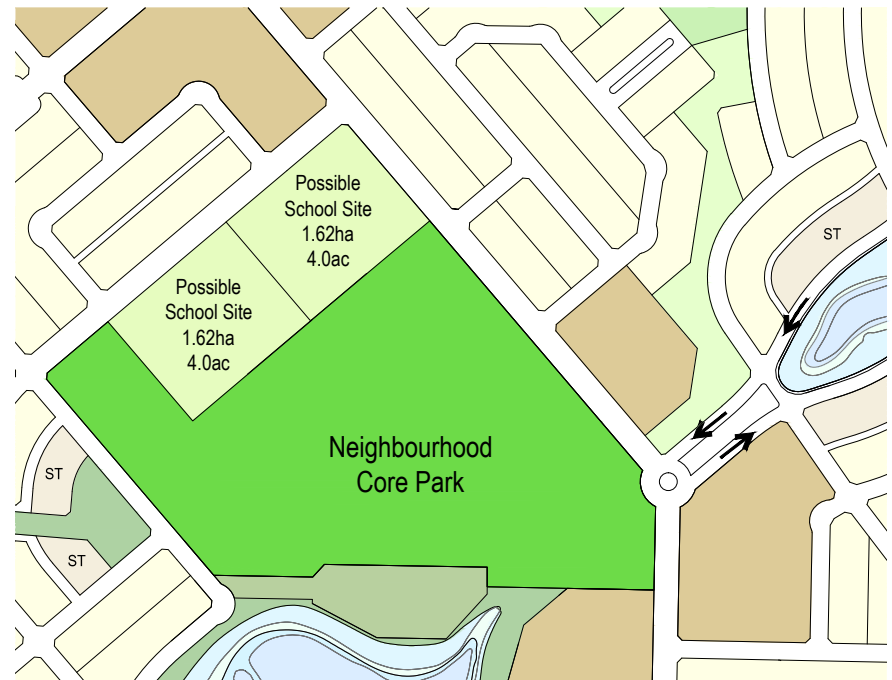 Possible
School Site
1.62ha
4.0ac
Possible
School Site
1.62ha
4.0ac
ST
Neighbourhood
Core Park
ST
ST